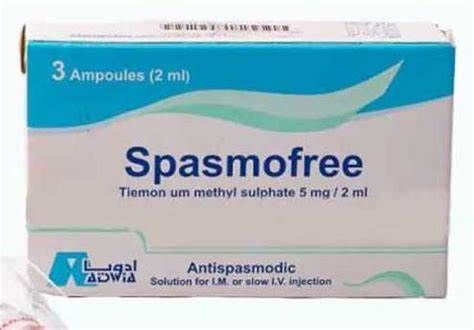 3 Ampoules (2 ml)
Spasmofree
Tiemon um methyl sulphate 5 mg / 2 ml
ادويا
ADWIA
Antispasmodic
Solution for I.M. or slow I.V. injection